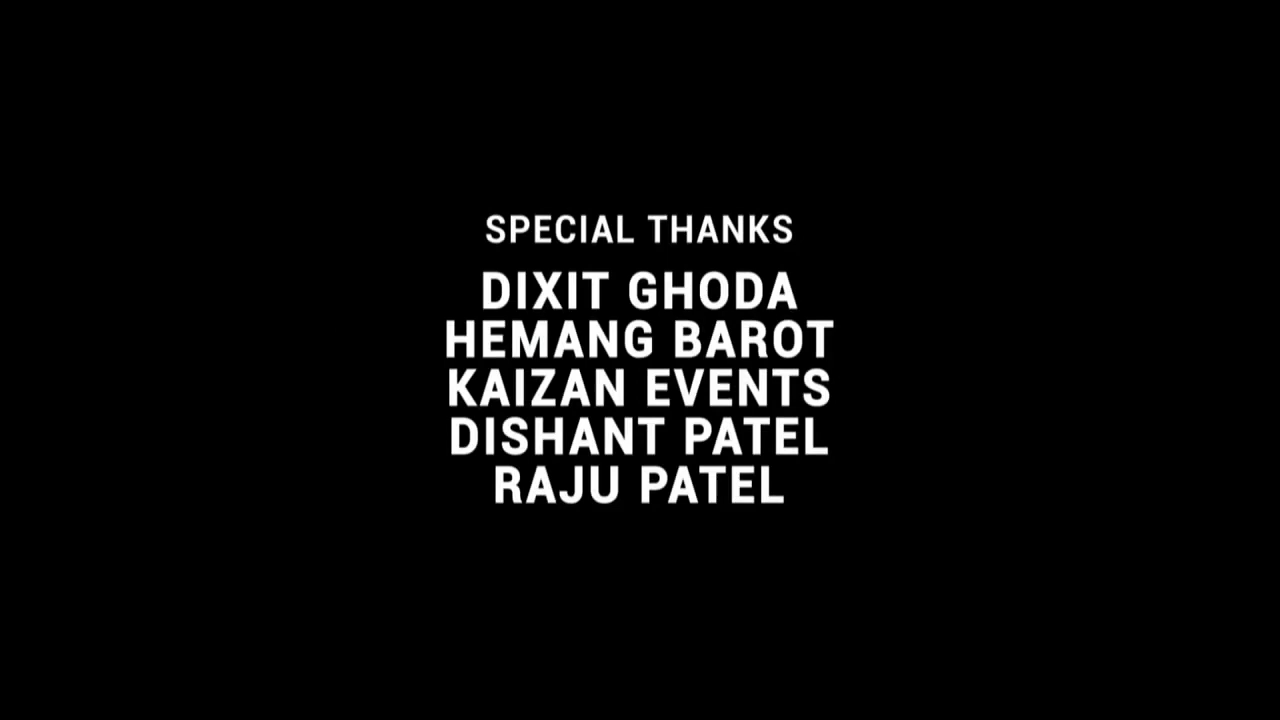 SPECIAL THANKS
DIXIT GHODA
HEMANG BAROT
KAIZAN EVENTS
DISHANT PATEL
RAJU PATEL